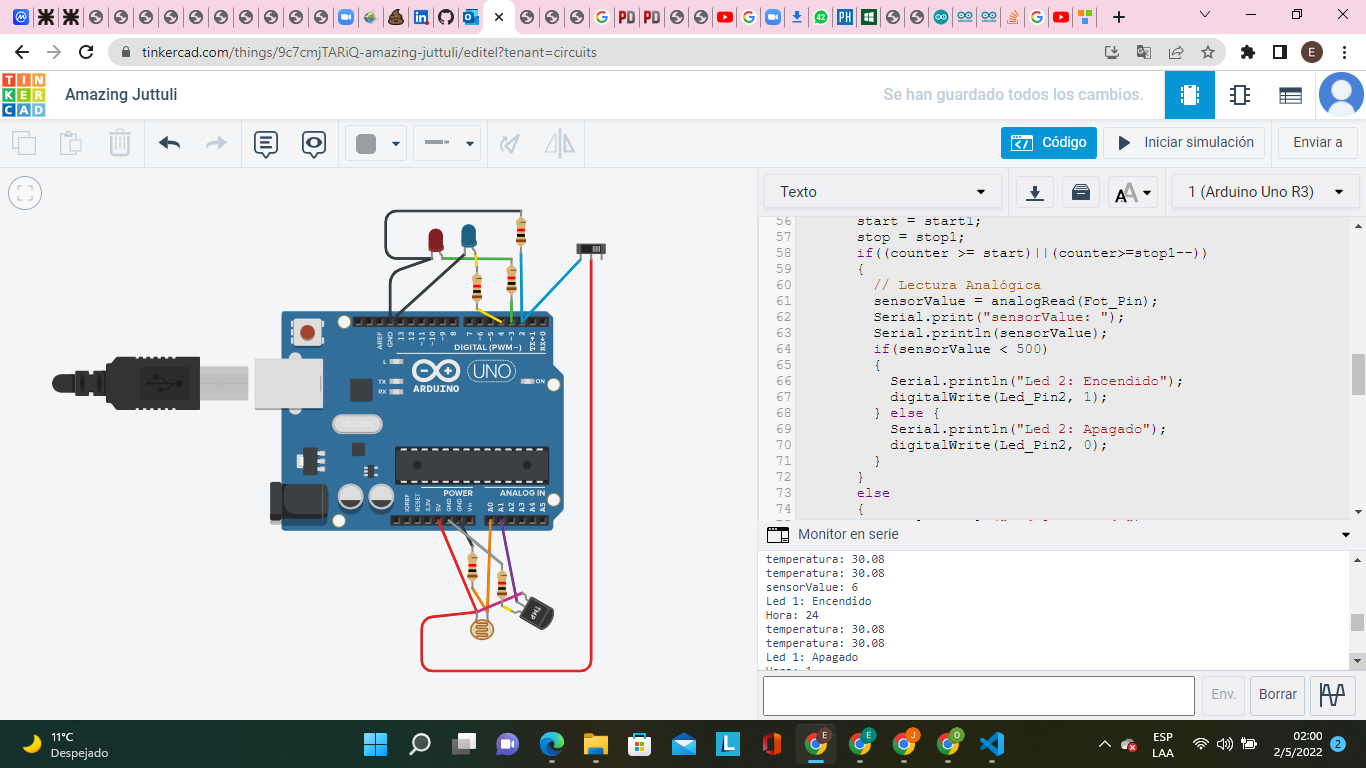 tinkercad.com/things/9c7cmjTARiQ-amazing-juttuli/editel?tenant=circuits
E
TIN
KER
CAD
Amazing Juttuli
Se han guardado todos los cambios.
Código
Iniciar simulación
Enviar a
Texto
1 (Arduino Uno R3)
AREF
GND
13
12
~11
~10
~9
8
7
~6
~5
4
~3
2
TX→1
RX←0
DIGITAL (PWM~)
L
TX
RX
ARDUINO
UNO
ON
POWER
ANALOG IN
IOREF
RESET
3.3V
5V
GND
GND
Vin
A0
A1
A2
A3
A4
A5
TMP
56 start = start1;
57 stop = stop1;
58 if((counter >= start)||(counter>=stop1--))
59 {
60 // Lectura Analógica
61 sensorValue = analogRead(Fot_Pin);
62 Serial.print("sensorValue: ");
63 Serial.println(sensorValue);
64 if(sensorValue < 500)
65 {
66 Serial.println("Led 2: Encendido");
67 digitalWrite(Led_Pin2, 1);
68 } else {
69 Serial.println("Led 2: Apagado");
70 digitalWrite(Led_Pin2, 0);
71 }
72 }
73 else
74 {
Monitor en serie
temperatura: 30.08
temperatura: 30.08
sensorValue: 6
Led 1: Encendido
Hora: 24
temperatura: 30.08
temperatura: 30.08
Led 1: Apagado
Env.
Borrar
11°C
Despejado
ESP
LAA
02:00
2/5/2022
2